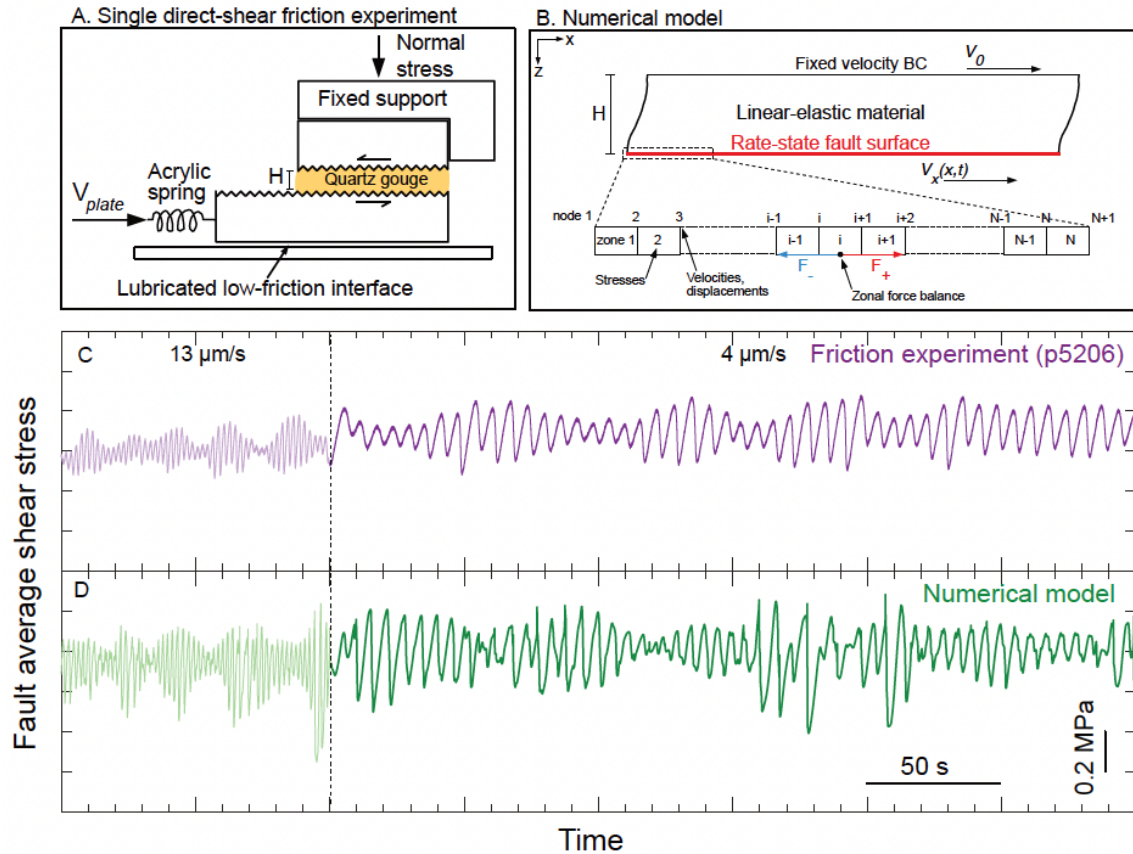 A. Single direct-shear friction experiment
Normal
stress
Fixed support
H
Quartz gouge
Acrylic
spring
Vplate
Lubricated low-friction interface
B. Numerical model
x
z
Fixed velocity BC
V0
H
Linear-elastic material
Rate-state fault surface
Vx(x,t)
node 1 2 3 i-1 i i+1 i+2 N-1 N N+1
zone 1 2 i-1 i i+1 N-1 N
F- F+
Stresses
Velocities,
displacements
Zonal force balance
Fault average shear stress
C 13 µm/s 4 µm/s Friction experiment (p5206)
D Numerical model
50 s
0.2 MPa
Time